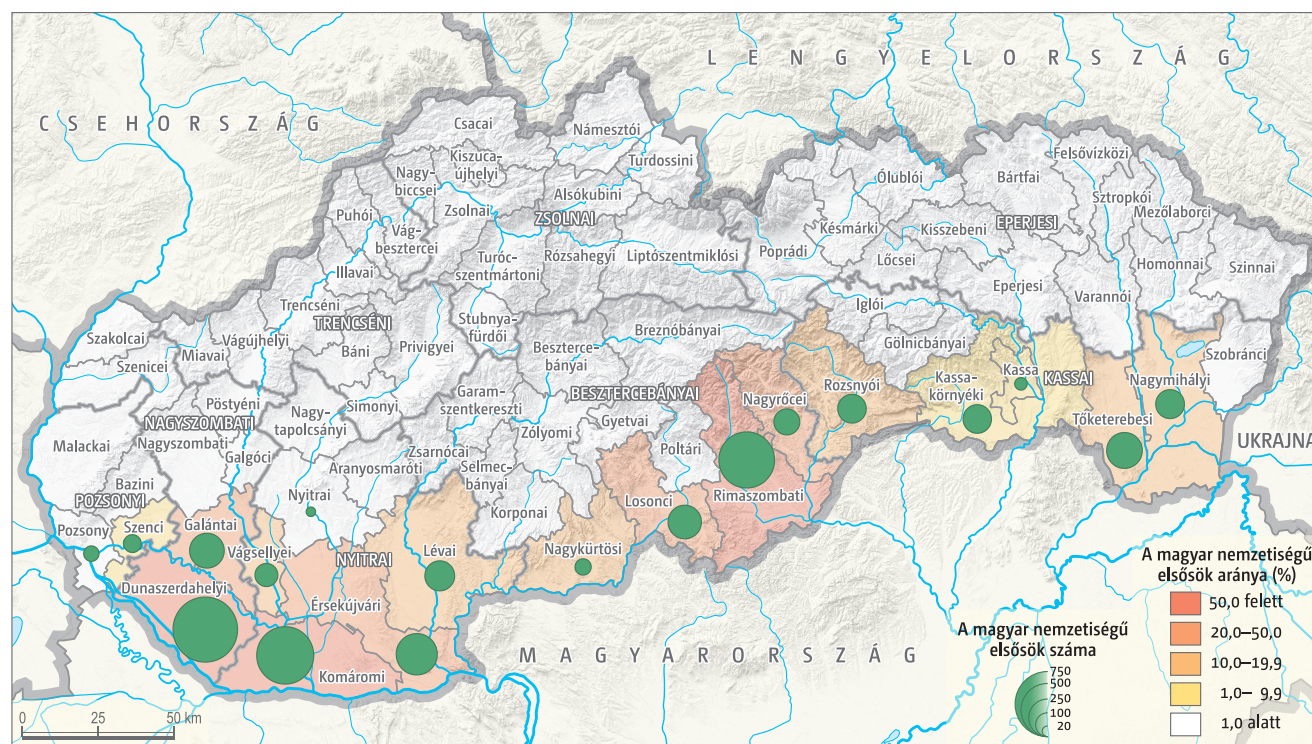 LENGYELORSZÁG
CSEHORSZÁG
Csacai
Námesztói
Kiszuca-
újhelyi
Turdossini
Felsővízközi
Nagy-
biccsei
Alsókubini
Ólublói
Bártfai
Sztropkói
Mezőlaborci
Puhói
Zsolnai
ZSOLNAI
Vág-
besztercei
Késmárki
Kisszebeni
EPERJESI
Turóc-
szentmártoni
Rózsahegyi
Liptószentmiklósi
Poprádi
Lőcsei
Homonnai
Szinnai
Illavai
Eperjesi
Trencséni
TRENCSÉNI
Varannói
Stubnya-
fürdői
Iglói
Breznóbányai
Szakolcai
Miavai
Vágújhelyi
Báni
Privigyei
Gölnicbányai
Szenicei
Beszterce-
bányai
Szobránci
Kassa
KASSAI
Kassa-
környéki
Rozsnyói
Nagymihályi
Simonyi
Garam-
szentkereszti
BESZTERCEBÁNYAI
Nagyrőcei
Pöstyéni
NAGYSZOMBATI
Nagyszombati
Nagy-
tapolcsányi
Gyetvai
Tőketerebesi
Zólyomi
UKRAJNA
Malackai
Galgóci
Zsarnócai
Poltári
Aranyosmaróti
Selmec-
bányai
Bazini
POZSONYI
Nyitrai
Losonci
Rimaszombati
Korponai
Pozsony
Szenci
Galántai
Vágsellyei
NYITRAI
Lévai
Nagykürtösi
Dunaszerdahelyi
Érsekújvári
Komáromi
MAGYARORSZÁG
0 25 50 km
A magyar nemzetiségű
elsősök száma
750
500
250
100
20
A magyar nemzetiségű
elsősök aránya (%)
50,0 felett
20,0–50,0
10,0–19,9
1,0– 9,9
1,0 alatt